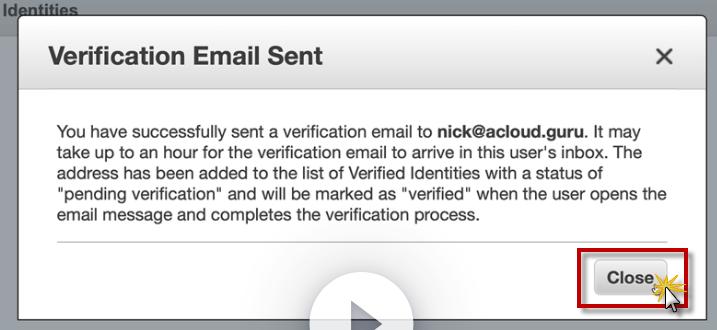 Identities
Verification Email Sent
You have successfully sent a verification email to nick@acloud.guru. It may
take up to an hour for the verification email to arrive in this user's inbox. The
address has been added to the list of Verified Identities with a status of
"pending verification" and will be marked as "verified" when the user opens the
email message and completes the verification process.
Close